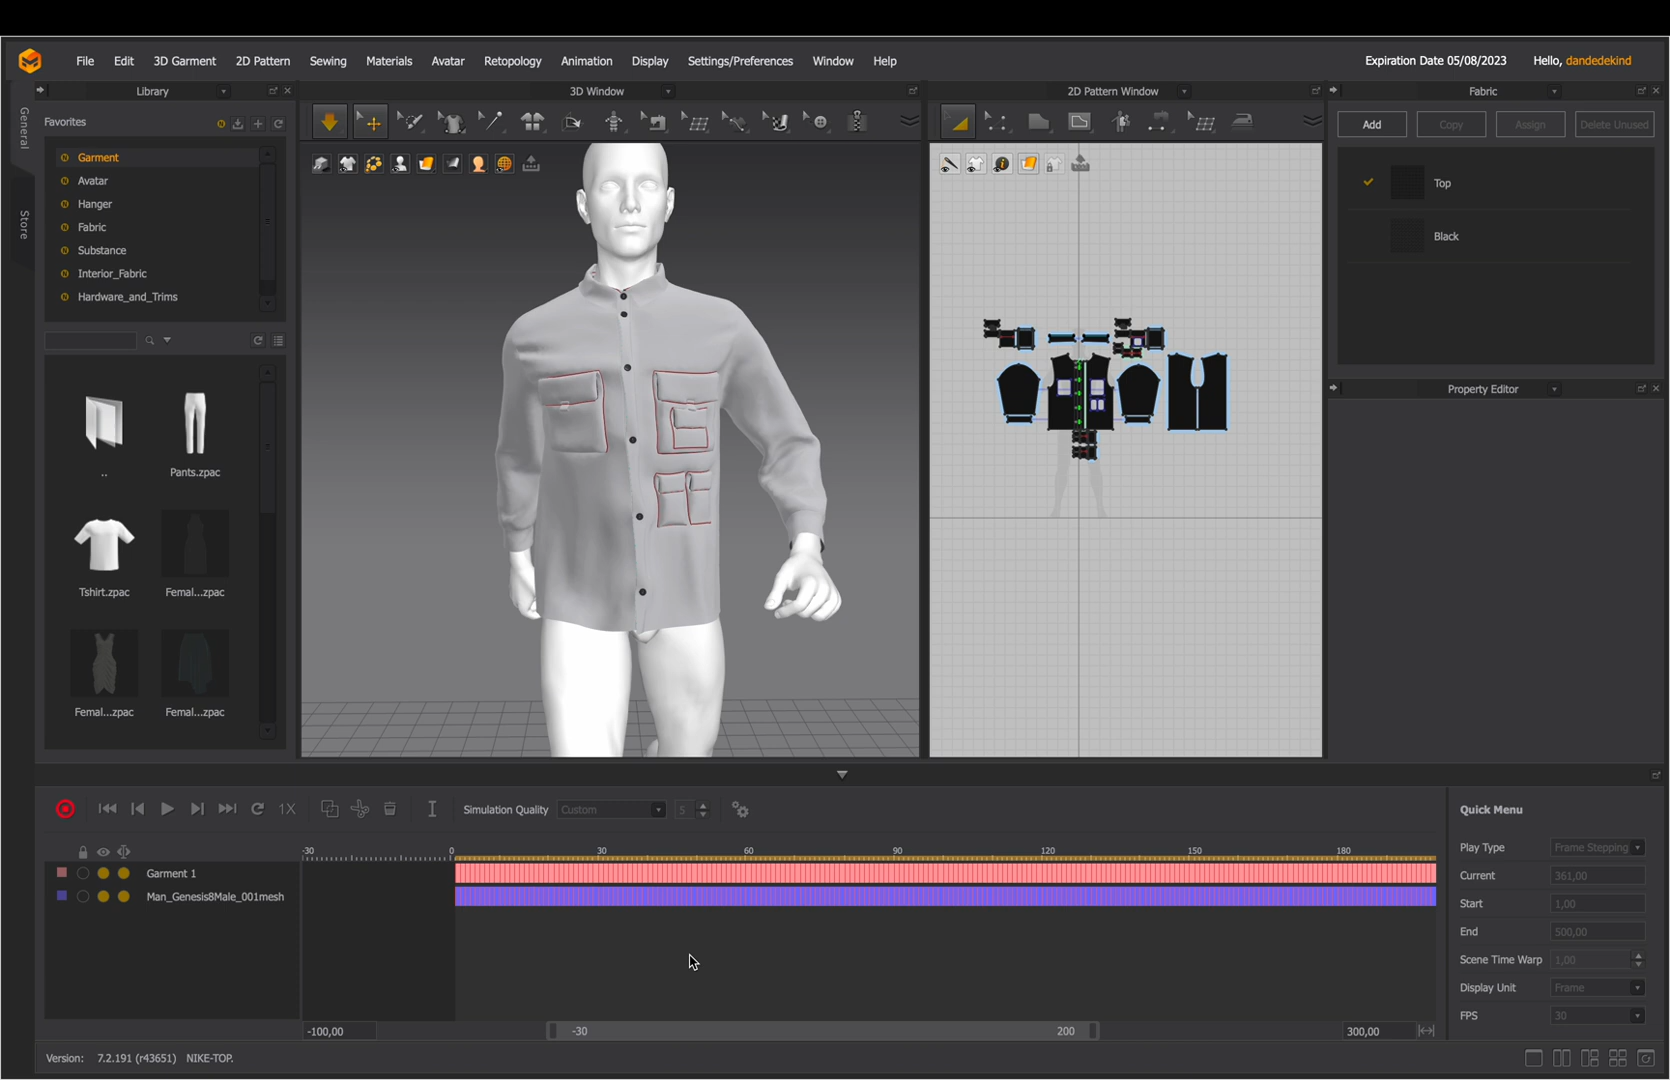 File Edit 3D Garment 2D Pattern Sewing Materials Avatar Retopology Animation Display Settings/Preferences Window Help Expiration Date 05/08/2023 Hello, dandedekind
General
Store
Library
Favorites
Garment
Avatar
Hanger
Fabric
Substance
Interior_Fabric
Hardware_and_Trims
..
Pants.zpac
Tshirt.zpac
Femal...zpac
Femal...zpac
Femal...zpac
3D Window
2D Pattern Window
Fabric
Add Copy Assign Delete Unused
Top
Black
Property Editor
1X Simulation Quality Custom 5
-30 0 30 60 90 120 150 180
Garment 1
Man_Genesis8Male_001mesh
-100,00 -30 200 300,00
Quick Menu
Play Type Frame Stepping
Current 361,00
Start 1,00
End 500,00
Scene Time Warp 1,00
Display Unit Frame
FPS 30
Version: 7.2.191 (r43651) NIKE-TOP.